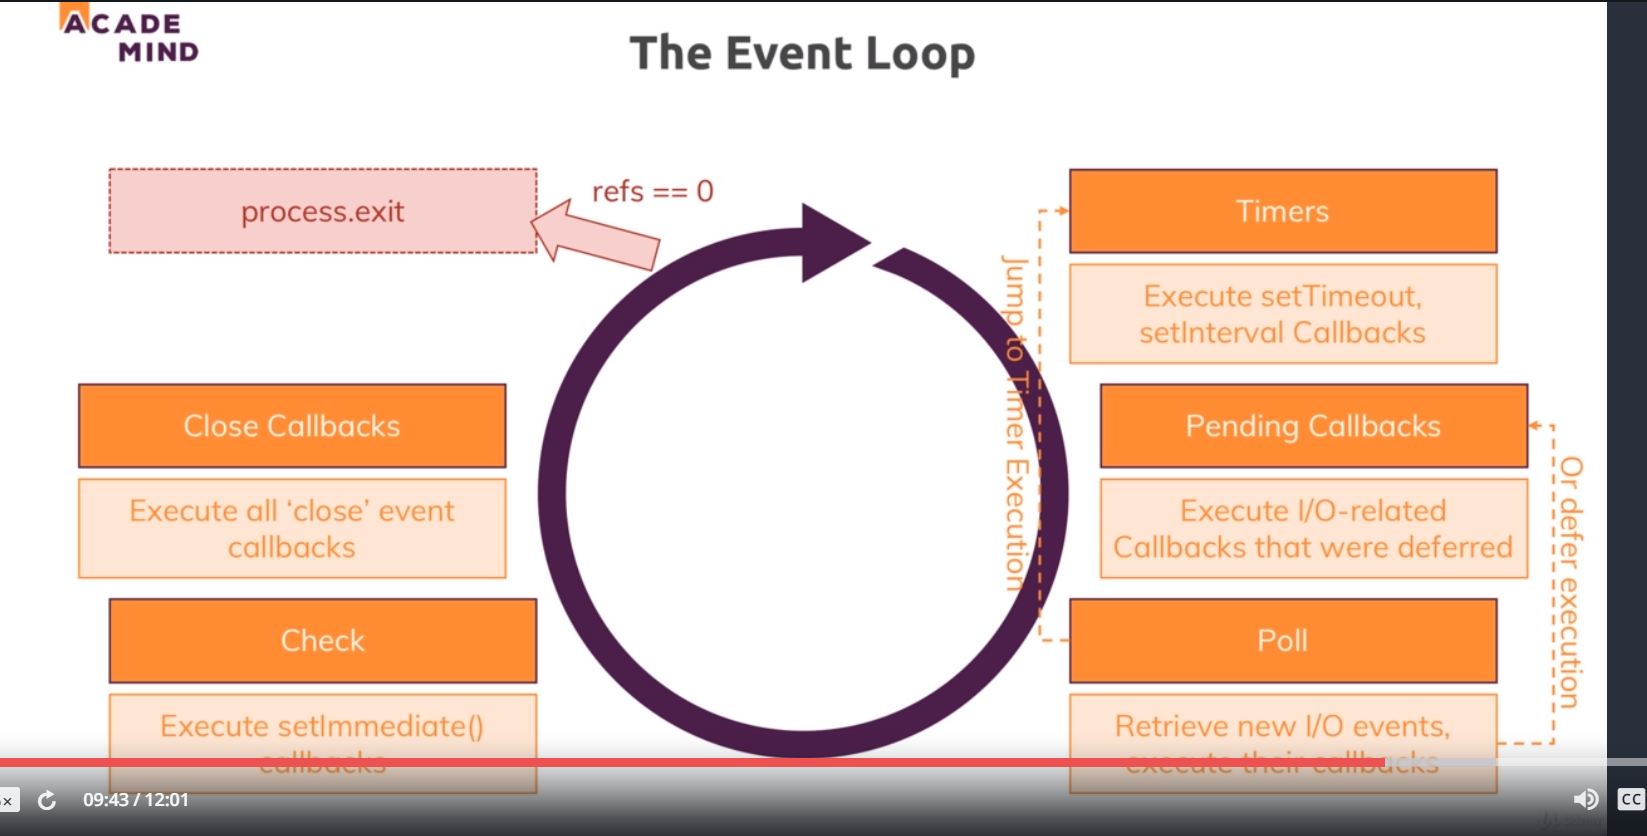 ACADE
MIND
The Event Loop
process.exit
refs == 0
Timers
Execute setTimeout,
setInterval Callbacks
Jump to Timer Execution
Close Callbacks
Execute all ‘close’ event
callbacks
Pending Callbacks
Execute I/O-related
Callbacks that were deferred
Or defer execution
Check
Execute setImmediate()
callbacks
Poll
Retrieve new I/O events,
execute their callbacks
09:43 / 12:01
CC